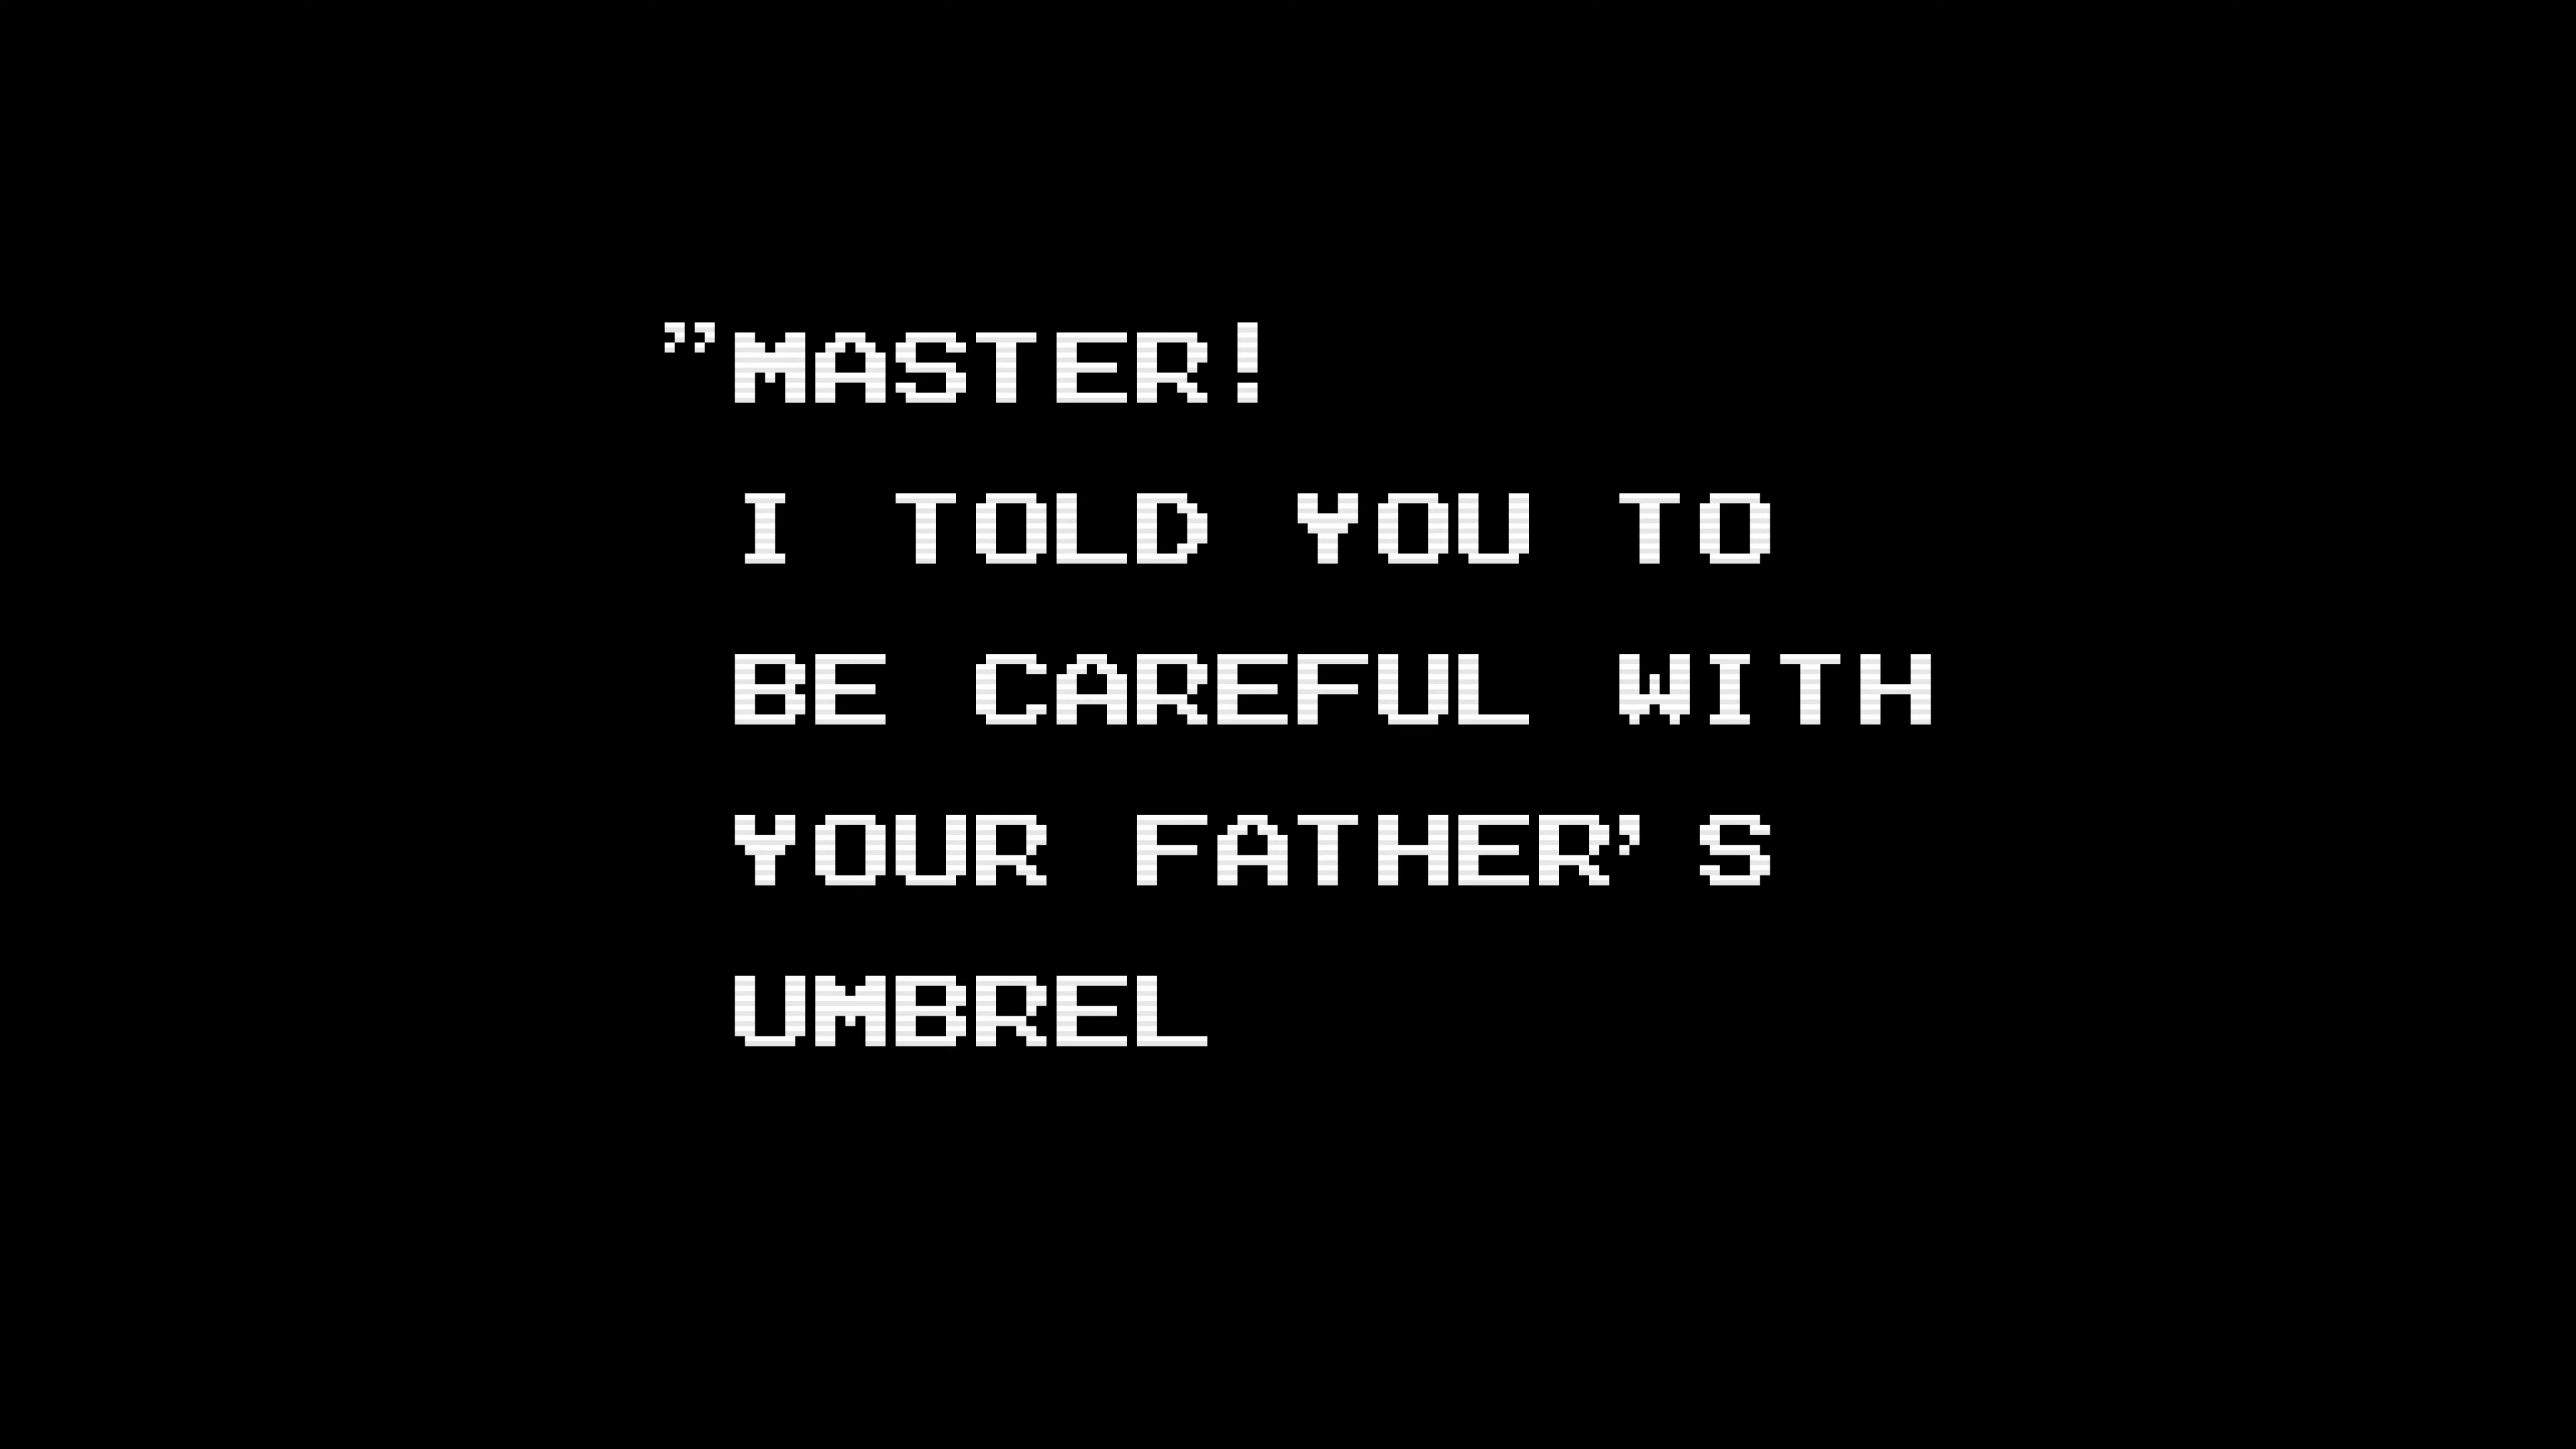 ”MASTER!
I TOLD YOU TO
BE CAREFUL WITH
YOUR FATHER’S
UMBREL